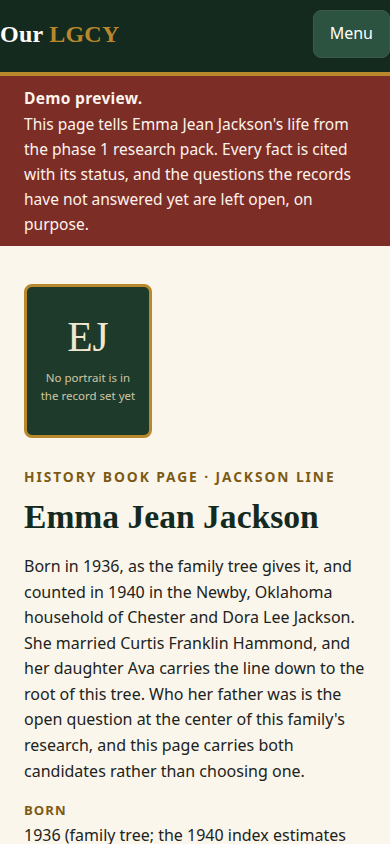 Our LGCY
Menu
Demo preview.
This page tells Emma Jean Jackson's life from
the phase 1 research pack. Every fact is cited
with its status, and the questions the records
have not answered yet are left open, on
purpose.
EJ
No portrait is in
the record set yet
HISTORY BOOK PAGE · JACKSON LINE
Emma Jean Jackson
Born in 1936, as the family tree gives it, and
counted in 1940 in the Newby, Oklahoma
household of Chester and Dora Lee Jackson.
She married Curtis Franklin Hammond, and
her daughter Ava carries the line down to the
root of this tree. Who her father was is the
open question at the center of this family's
research, and this page carries both
candidates rather than choosing one.
BORN
1936 (family tree; the 1940 index estimates